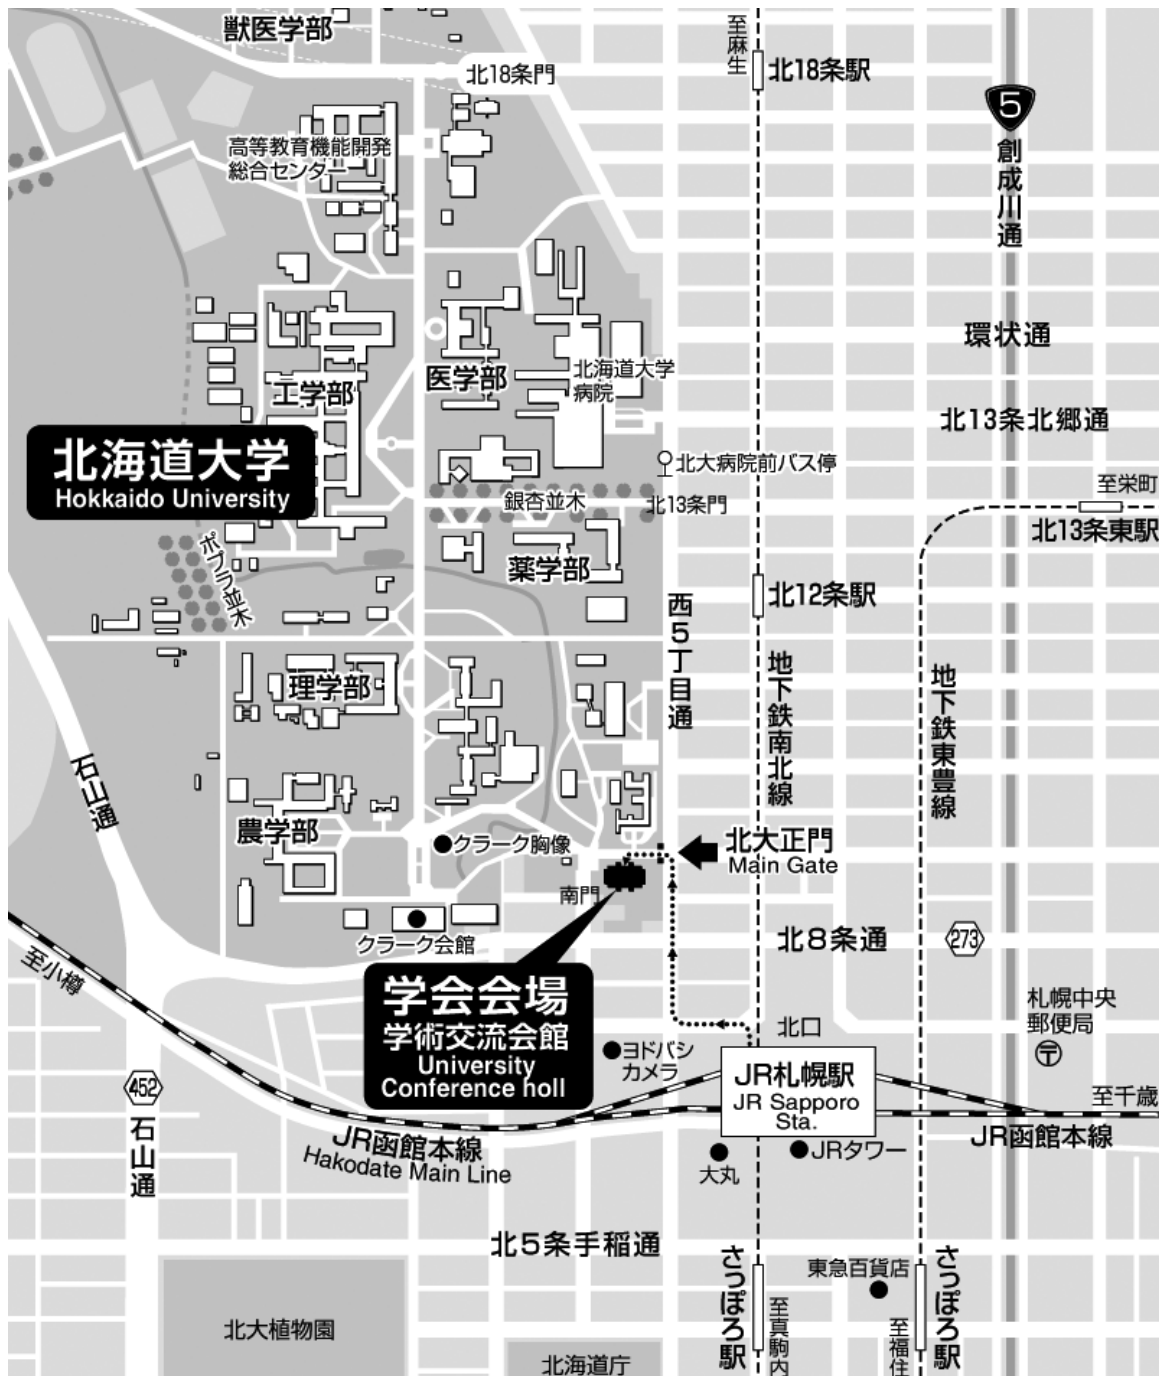 獣医学部
至麻生
北18条駅
北18条門
5
創成川通
高等教育機能開発
総合センター
環状通
工学部
医学部
北海道大学
病院
北13条北郷通
北海道大学
Hokkaido University
北大病院前バス停
至栄町
銀杏並木
北13条門
北13条東駅
ポプラ並木
薬学部
北12条駅
西5丁目通
理学部
地下鉄南北線
地下鉄東豊線
石山通
農学部
クラーク胸像
北大正門
Main Gate
南門
クラーク会館
北8条通
273
至小樽
学会会場
学術交流会館
University
Conference holl
北口
札幌中央
郵便局
〒
ヨドバシ
カメラ
JR札幌駅
JR Sapporo
Sta.
452
石山通
至千歳
JR函館本線
JR函館本線
Hakodate Main Line
大丸
JRタワー
北5条手稲通
さっぽろ駅
東急百貨店
さっぽろ駅
至真駒内
至福住
北大植物園
北海道庁